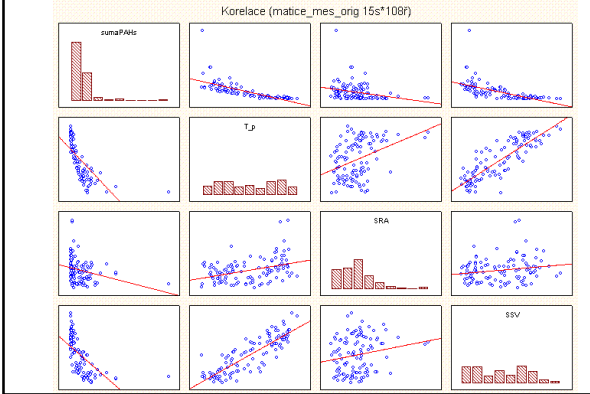 Korelace (matice_mes_orig 15s*108ř)
sumaPAHs
T_p
SRA
SSV